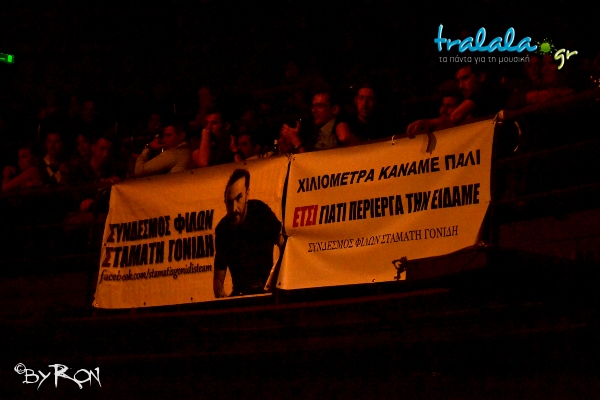 tralala.gr
τα πάντα για τη μουσική
ΣΥΝΔΕΣΜΟΣ ΦΙΛΩΝ
ΣΤΑΜΑΤΗ ΓΟΝΙΔΗ
facebook.com/stamatisgonidisteam
ΧΙΛΙΟΜΕΤΡΑ ΚΑΝΑΜΕ ΠΑΛΙ
ΕΤΣΙ ΓΙΑΤΙ ΠΕΡΙΕΡΓΑ ΤΗΝ ΕΙΔΑΜΕ
ΣΥΝΔΕΣΜΟΣ ΦΙΛΩΝ ΣΤΑΜΑΤΗ ΓΟΝΙΔΗ
©BYRON